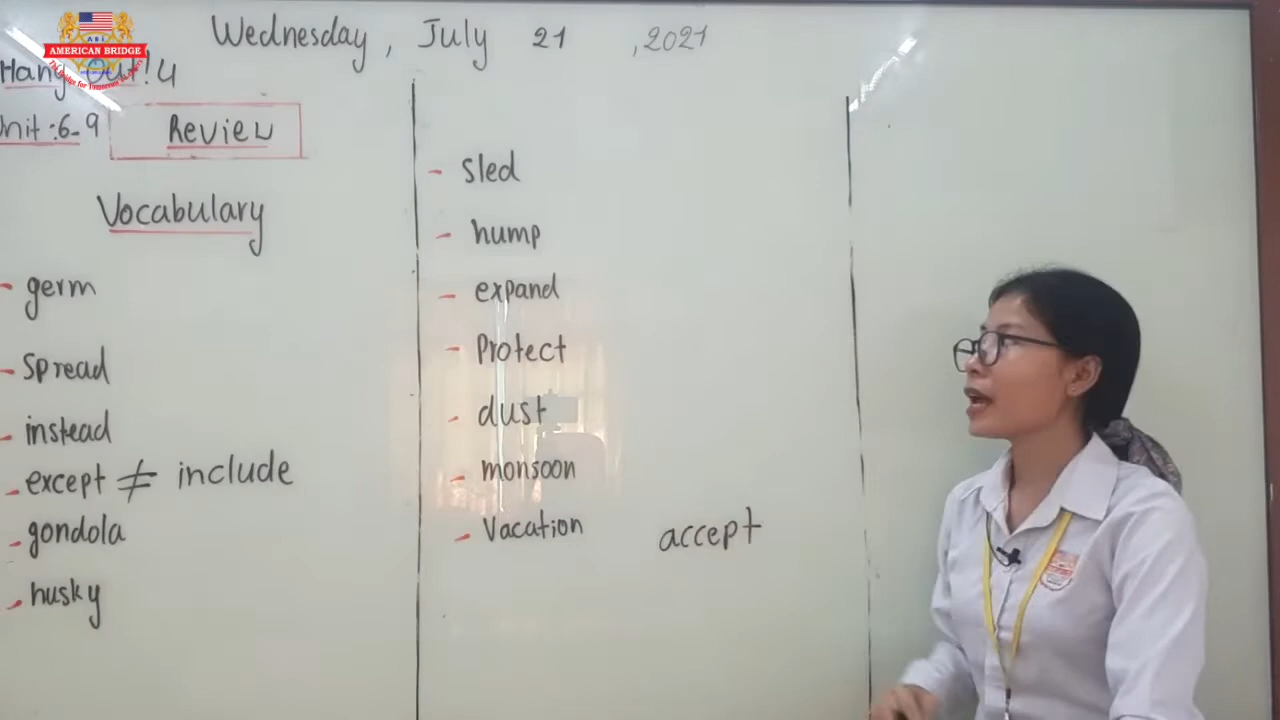 AMERICAN BRIDGE
Wednesday, July 21, 2021
Hang Out! 4
Unit: 6-9 Review
Vocabulary
- germ
- spread
- instead
- except ≠ include
- gondola
- husky
- sled
- hump
- expand
- Protect
- dust
- monsoon
- Vacation
accept